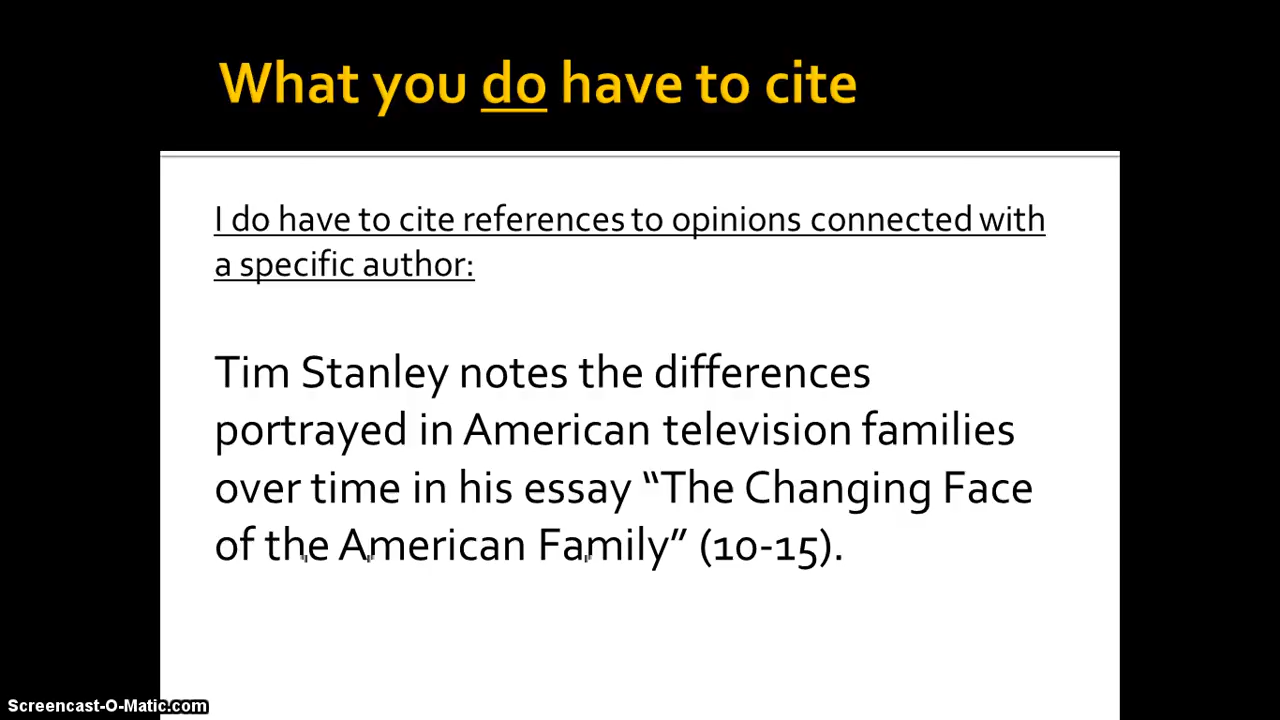 What you do have to cite
I do have to cite references to opinions connected with
a specific author:
Tim Stanley notes the differences
portrayed in American television families
over time in his essay “The Changing Face
of the American Family” (10-15).
Screencast-O-Matic.com